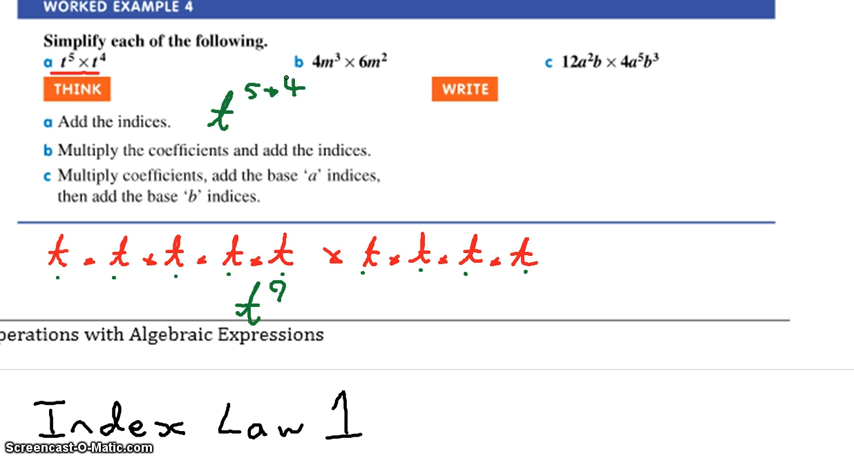 WORKED EXAMPLE 4
Simplify each of the following.
a t⁵ × t⁴ b 4m³ × 6m² c 12a²b × 4a⁵b³
THINK WRITE
t⁵⁺⁴
a Add the indices.
b Multiply the coefficients and add the indices.
c Multiply coefficients, add the base ‘a’ indices,
then add the base ‘b’ indices.
t × t × t × t × t × t × t × t × t
t⁹
perations with Algebraic Expressions
Index Law 1
Screencast-O-Matic.com